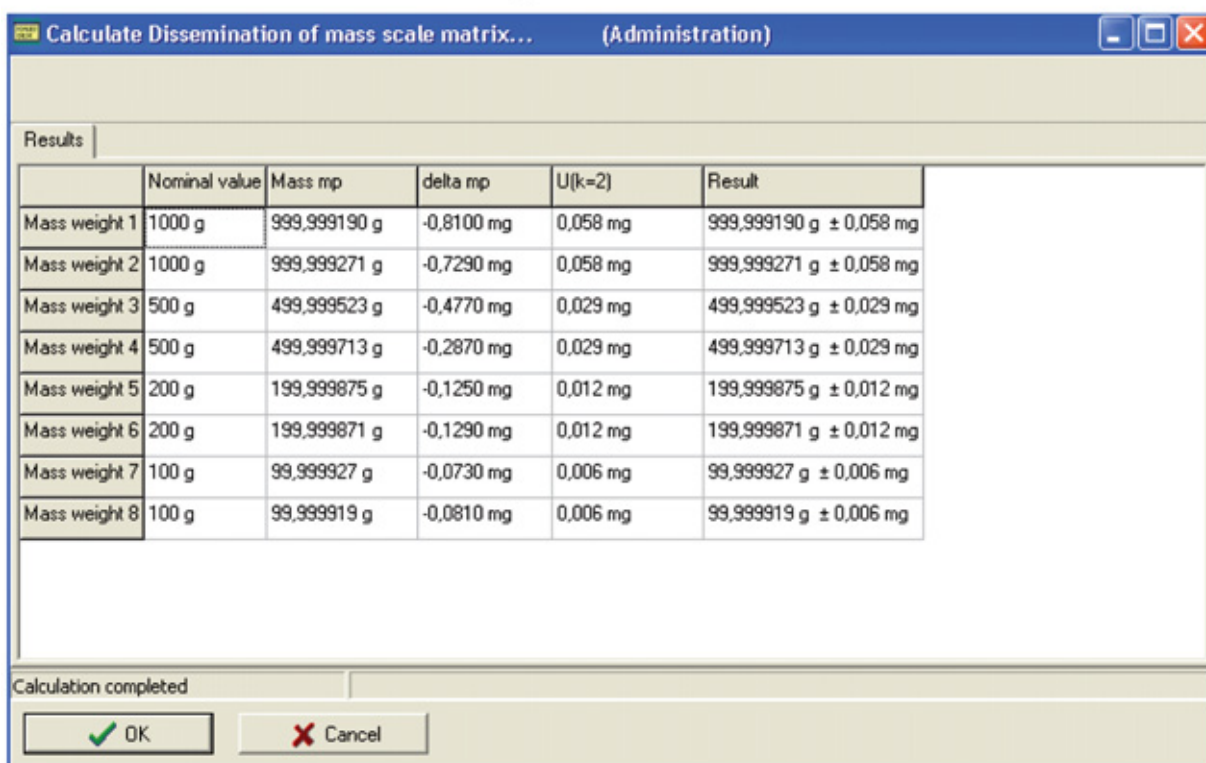 Calculate Dissemination of mass scale matrix... (Administration)
Results
Nominal value Mass mp delta mp U(k=2) Result
Mass weight 1 1000 g 999,999190 g -0,8100 mg 0,058 mg 999,999190 g ± 0,058 mg
Mass weight 2 1000 g 999,999271 g -0,7290 mg 0,058 mg 999,999271 g ± 0,058 mg
Mass weight 3 500 g 499,999523 g -0,4770 mg 0,029 mg 499,999523 g ± 0,029 mg
Mass weight 4 500 g 499,999713 g -0,2870 mg 0,029 mg 499,999713 g ± 0,029 mg
Mass weight 5 200 g 199,999875 g -0,1250 mg 0,012 mg 199,999875 g ± 0,012 mg
Mass weight 6 200 g 199,999871 g -0,1290 mg 0,012 mg 199,999871 g ± 0,012 mg
Mass weight 7 100 g 99,999927 g -0,0730 mg 0,006 mg 99,999927 g ± 0,006 mg
Mass weight 8 100 g 99,999919 g -0,0810 mg 0,006 mg 99,999919 g ± 0,006 mg
Calculation completed
OK Cancel